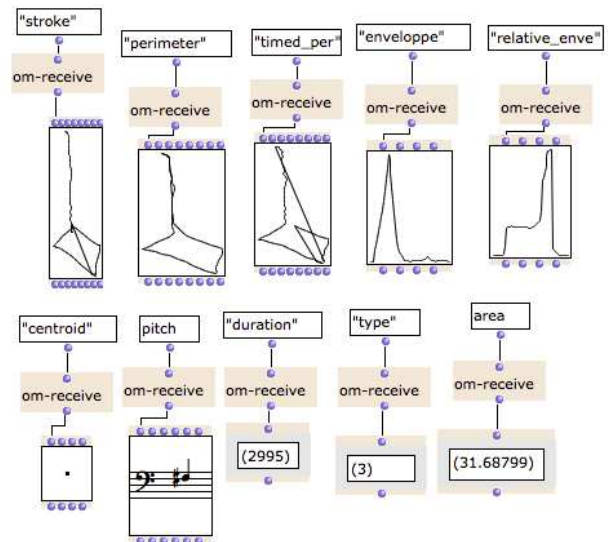 "stroke"
"perimeter"
"timed_per"
"enveloppe"
"relative_enve
om-receive
om-receive
om-receive
om-receive
om-receive
"centroid"
pitch
"duration"
"type"
area
om-receive
om-receive
om-receive
om-receive
om-receive
(2995)
(3)
(31.68799)